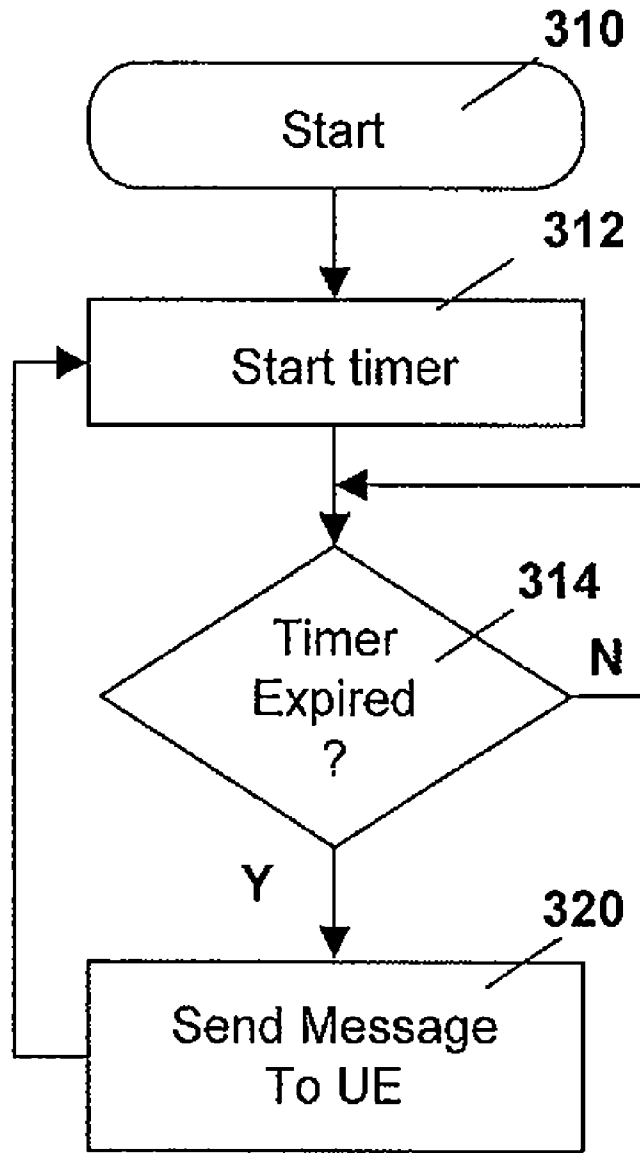 310
Start
312
Start timer
314
Timer
Expired
?
N
Y
320
Send Message
To UE